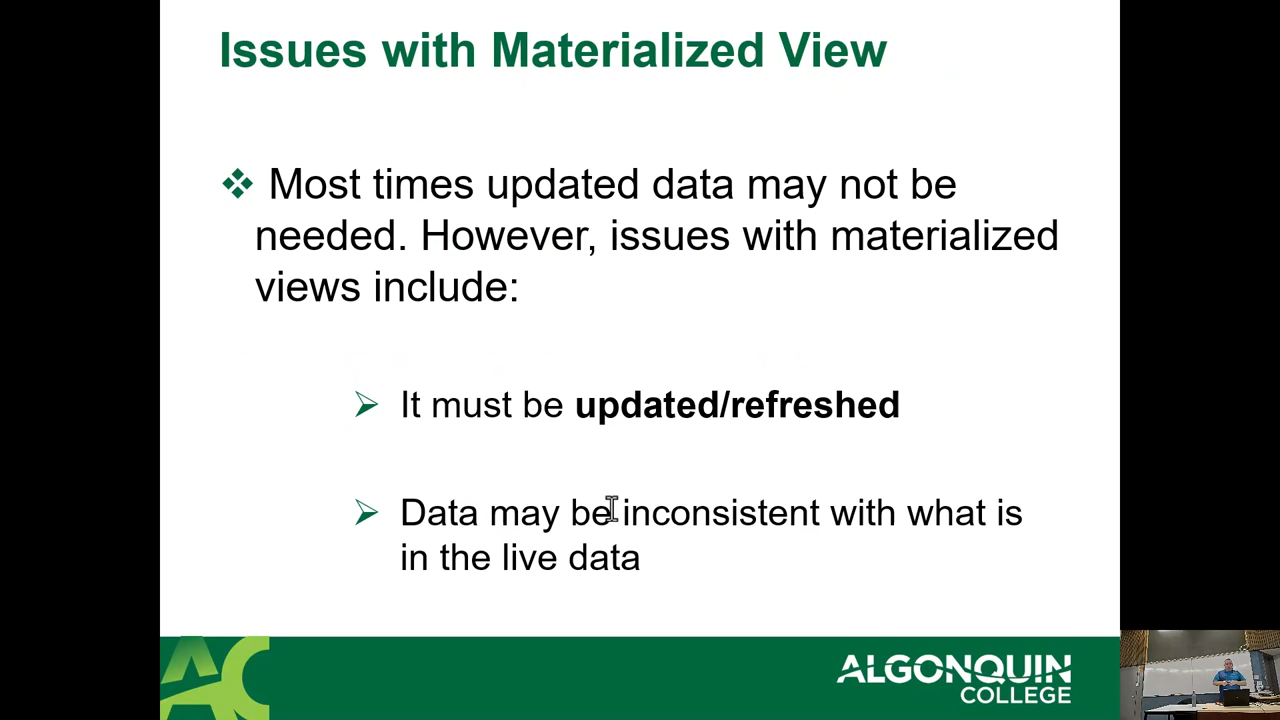 Issues with Materialized View
❖ Most times updated data may not be
needed. However, issues with materialized
views include:
➢ It must be updated/refreshed
➢ Data may be inconsistent with what is
in the live data
AC
ALGONQUIN
COLLEGE